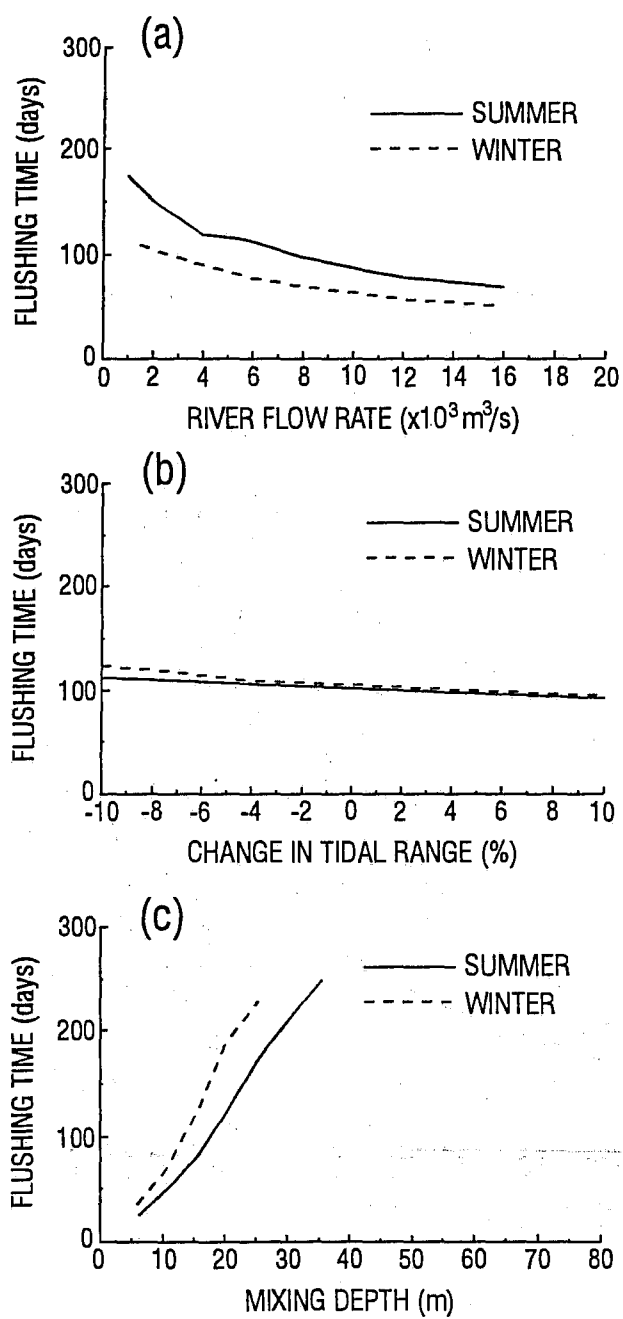 (a)
300
200
100
0
FLUSHING TIME (days)
SUMMER
WINTER
0 2 4 6 8 10 12 14 16 18 20
RIVER FLOW RATE (x10³ m³/s)
(b)
300
200
100
0
FLUSHING TIME (days)
SUMMER
WINTER
-10 -8 -6 -4 -2 0 2 4 6 8 10
CHANGE IN TIDAL RANGE (%)
(c)
300
200
100
0
FLUSHING TIME (days)
SUMMER
WINTER
0 10 20 30 40 50 60 70 80
MIXING DEPTH (m)